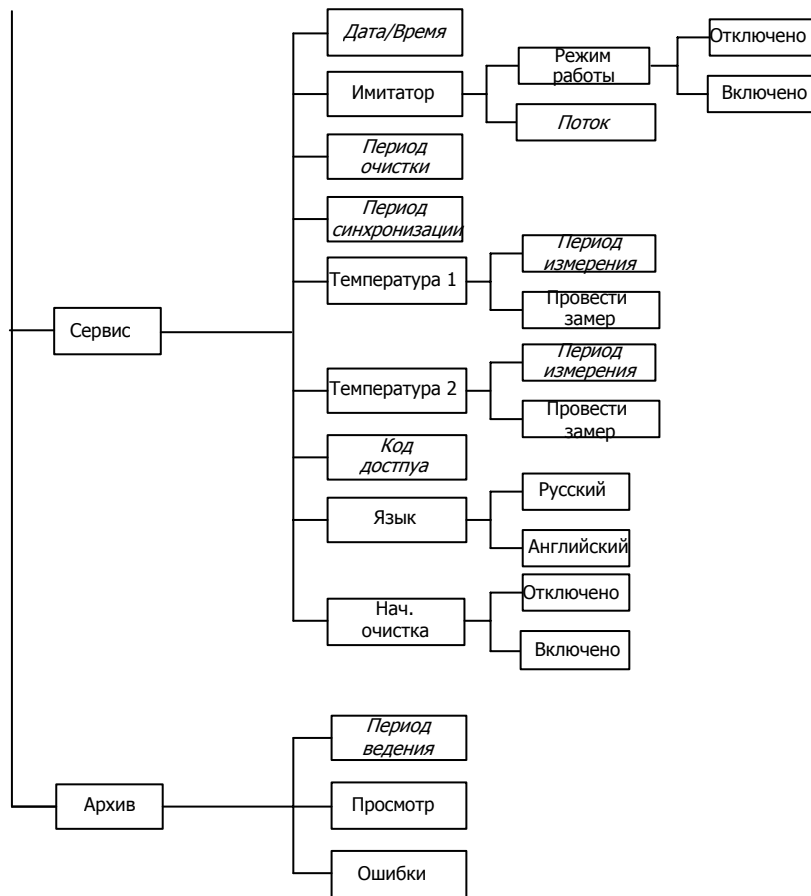 Дата/Время
Имитатор
Режим
работы
Отключено
Включено
Поток
Период
очистки
Период
синхронизации
Температура 1
Период
измерения
Провести
замер
Сервис
Температура 2
Период
измерения
Провести
замер
Код
достпуа
Язык
Русский
Английский
Нач.
очистка
Отключено
Включено
Архив
Период
ведения
Просмотр
Ошибки